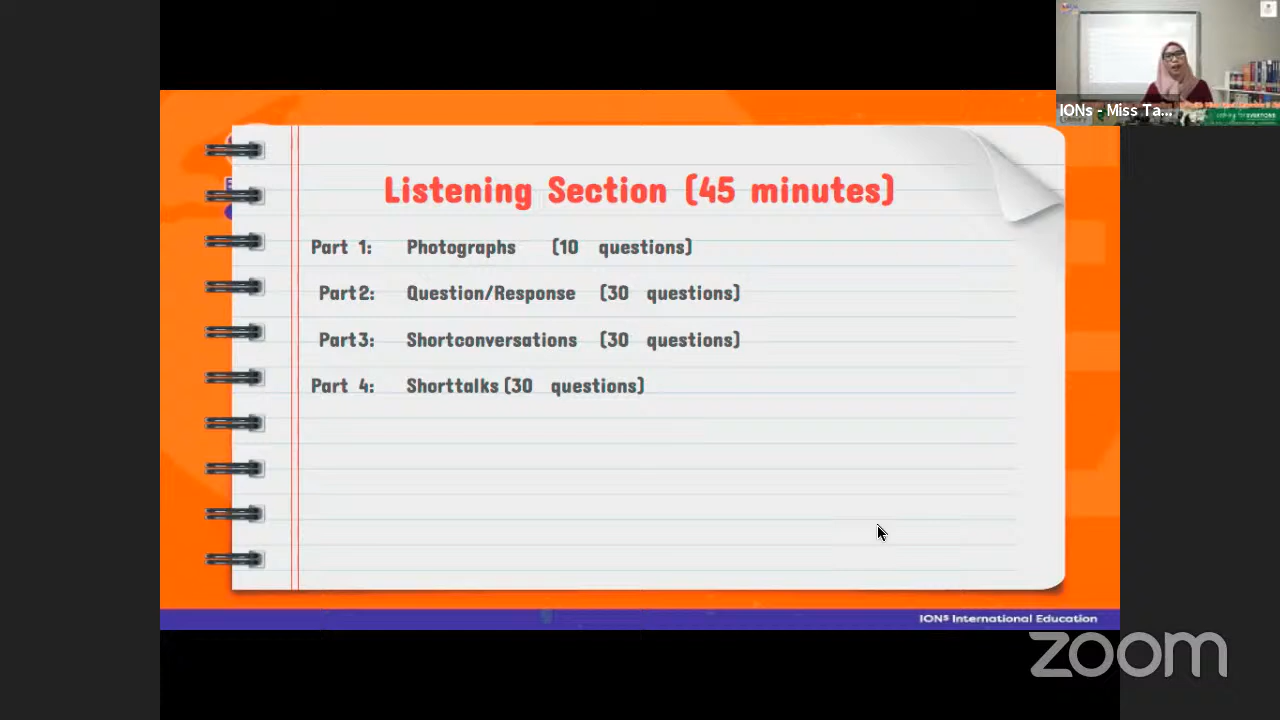 IONs - Miss Ta...
Listening Section (45 minutes)
Part 1: Photographs (10 questions)
Part2: Question/Response (30 questions)
Part3: Shortconversations (30 questions)
Part 4: Shorttalks (30 questions)
IONs International Education
zoom